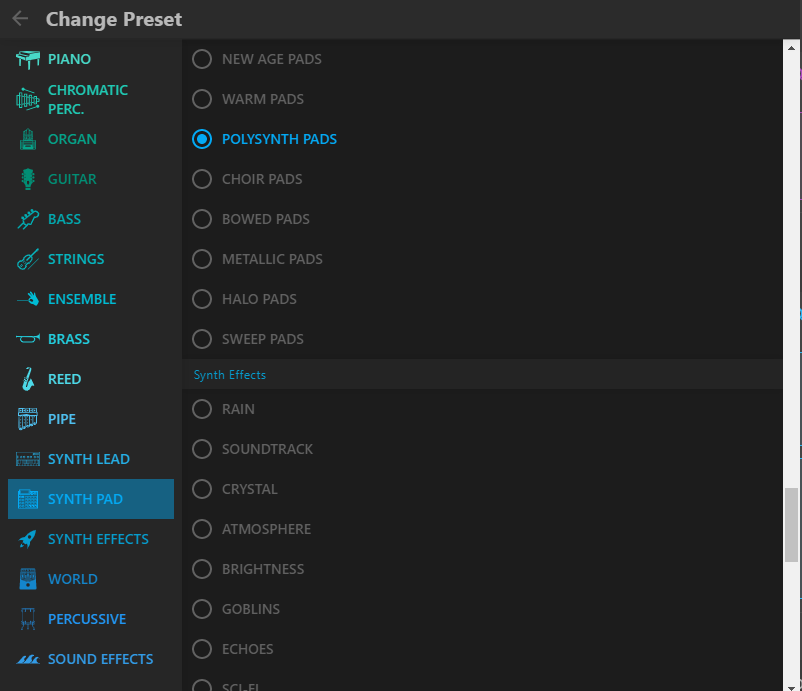 Change Preset
PIANO
CHROMATIC
PERC.
ORGAN
GUITAR
BASS
STRINGS
ENSEMBLE
BRASS
REED
PIPE
SYNTH LEAD
SYNTH PAD
SYNTH EFFECTS
WORLD
PERCUSSIVE
SOUND EFFECTS
NEW AGE PADS
WARM PADS
POLYSYNTH PADS
CHOIR PADS
BOWED PADS
METALLIC PADS
HALO PADS
SWEEP PADS
Synth Effects
RAIN
SOUNDTRACK
CRYSTAL
ATMOSPHERE
BRIGHTNESS
GOBLINS
ECHOES
SCI-FI